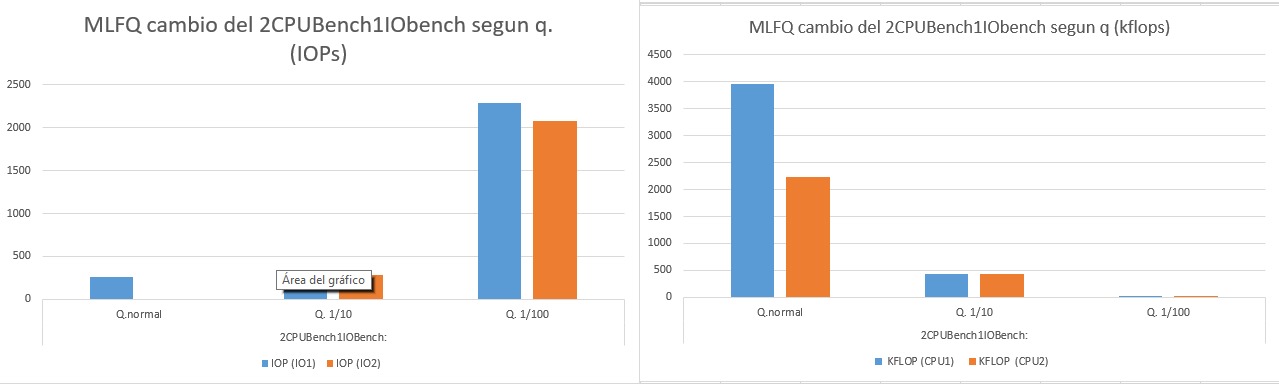 MLFQ cambio del 2CPUBench1IObench segun q.
(IOPs)
2500
2000
1500
1000
500
0
Área del gráfico
Q.normal
Q. 1/10
Q. 1/100
2CPUBench1IOBench:
IOP (IO1)
IOP (IO2)
MLFQ cambio del 2CPUBench1IObench segun q (kflops)
4500
4000
3500
3000
2500
2000
1500
1000
500
0
Q.normal
Q. 1/10
Q. 1/100
2CPUBench1IOBench:
KFLOP (CPU1)
KFLOP (CPU2)